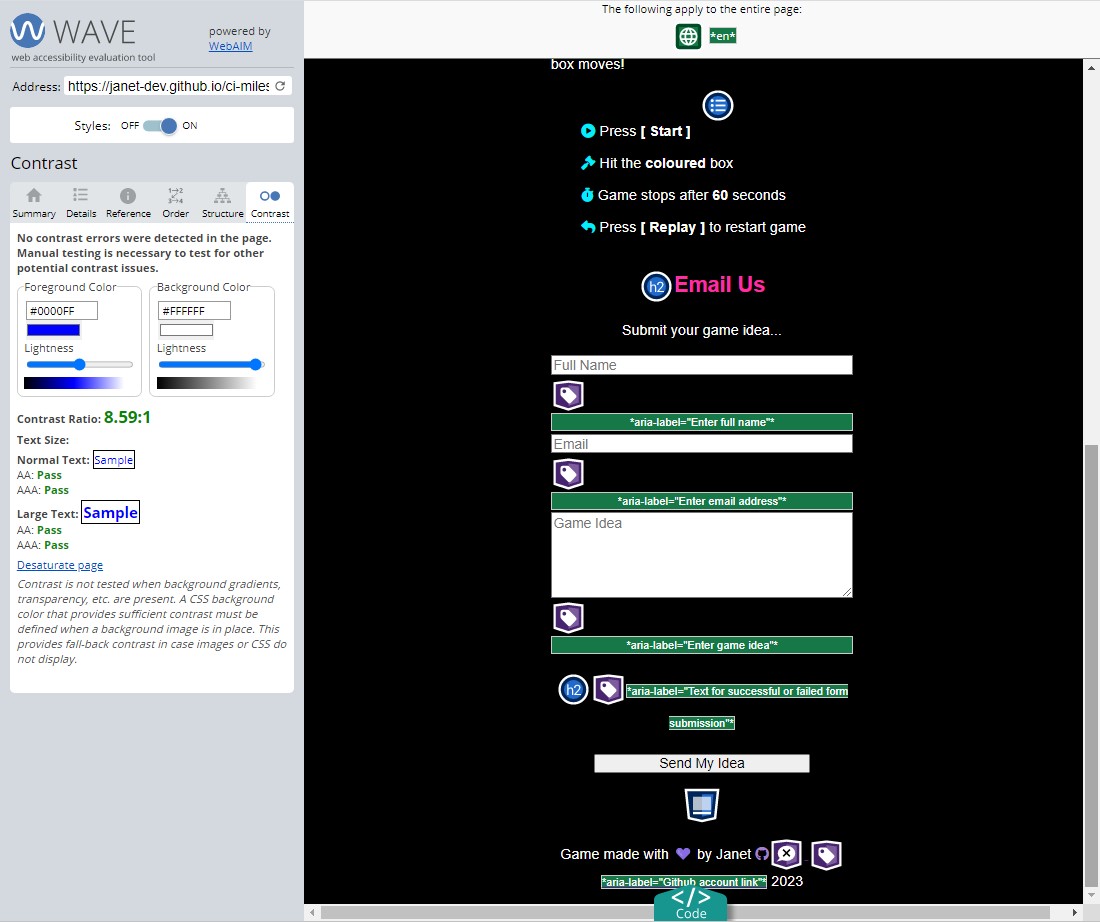 WAVE
web accessibility evaluation tool
powered by
WebAIM
Address: https://janet-dev.github.io/ci-miles
Styles: OFF ON
Contrast
Summary Details Reference Order Structure Contrast
No contrast errors were detected in the page.
Manual testing is necessary to test for other
potential contrast issues.
Foreground Color
#0000FF
Lightness
Background Color
#FFFFFF
Lightness
Contrast Ratio: 8.59:1
Text Size:
Normal Text: Sample
AA: Pass
AAA: Pass
Large Text: Sample
AA: Pass
AAA: Pass
Desaturate page
Contrast is not tested when background gradients,
transparency, etc. are present. A CSS background
color that provides sufficient contrast must be
defined when a background image is in place. This
provides fall-back contrast in case images or CSS do
not display.
The following apply to the entire page:
*en*
box moves!
Press [ Start ]
Hit the coloured box
Game stops after 60 seconds
Press [ Replay ] to restart game
h2 Email Us
Submit your game idea...
Full Name
*aria-label="Enter full name"*
Email
*aria-label="Enter email address"*
Game Idea
*aria-label="Enter game idea"*
h2 *aria-label="Text for successful or failed form
submission"*
Send My Idea
Game made with by Janet
*aria-label="Github account link"* 2023
</> Code